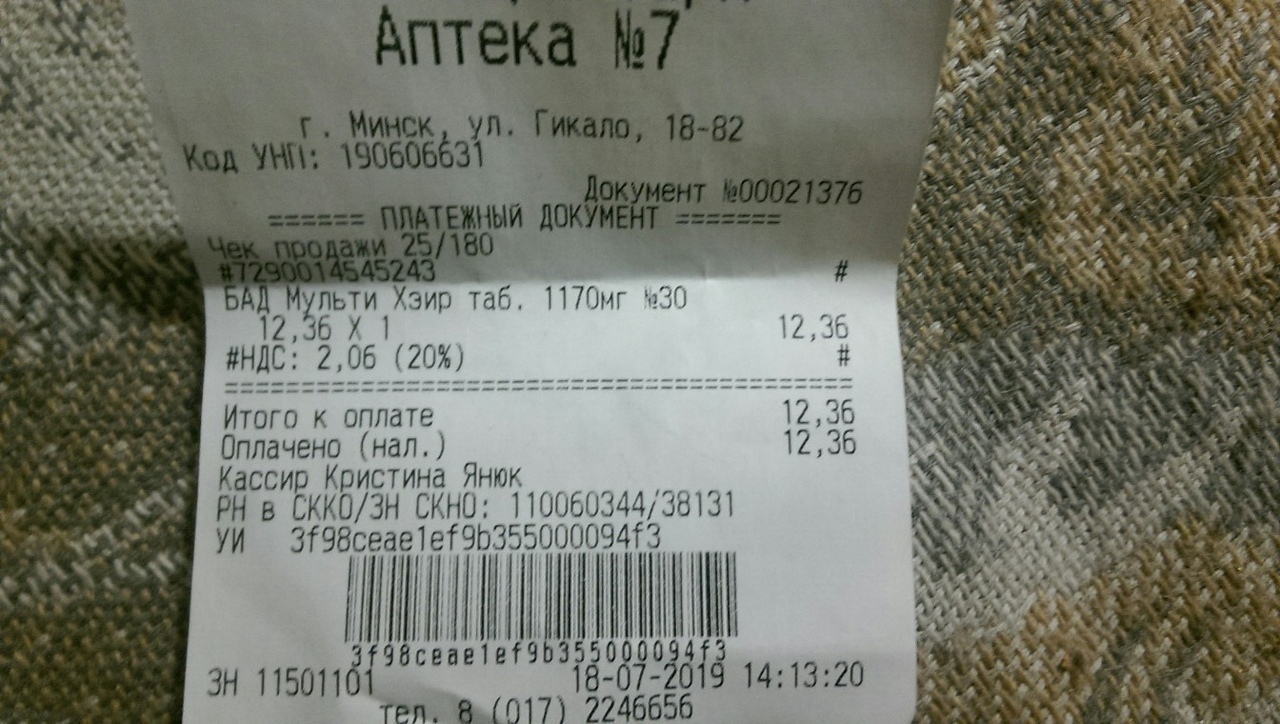 Аптека №7
г. Минск, ул. Гикало, 18-82
Код УНП: 190606631
Документ №00021376
====== ПЛАТЕЖНЫЙ ДОКУМЕНТ =======
Чек продажи 25/180
#7290014545243 #
БАД Мульти Хэир таб. 1170мг №30
12,36 X 1 12,36
#НДС: 2,06 (20%) #
========================================
Итого к оплате 12,36
Оплачено (нал.) 12,36
Кассир Кристина Янюк
РН в СККО/ЗН СКНО: 110060344/38131
УИ 3f98ceae1ef9b355000094f3
3f98ceae1ef9b355000094f3
ЗН 11501101 18-07-2019 14:13:20
тел. 8 (017) 2246656